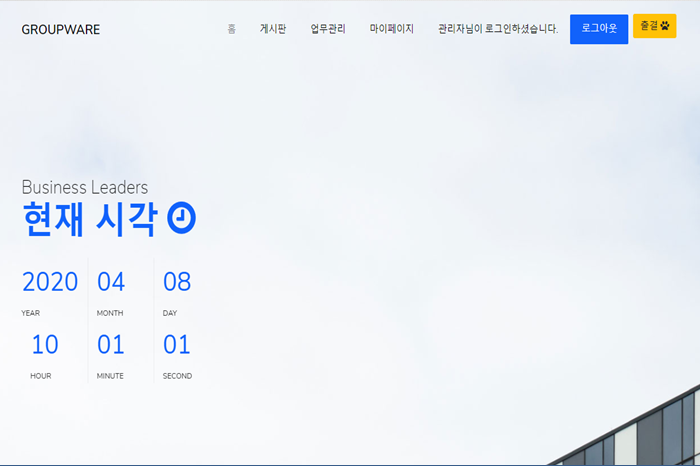 GROUPWARE 홈 게시판 업무관리 마이페이지 관리자님이 로그인하셨습니다. 로그아웃 출결
Business Leaders
현재 시각
2020 04 08
YEAR MONTH DAY
10 01 01
HOUR MINUTE SECOND